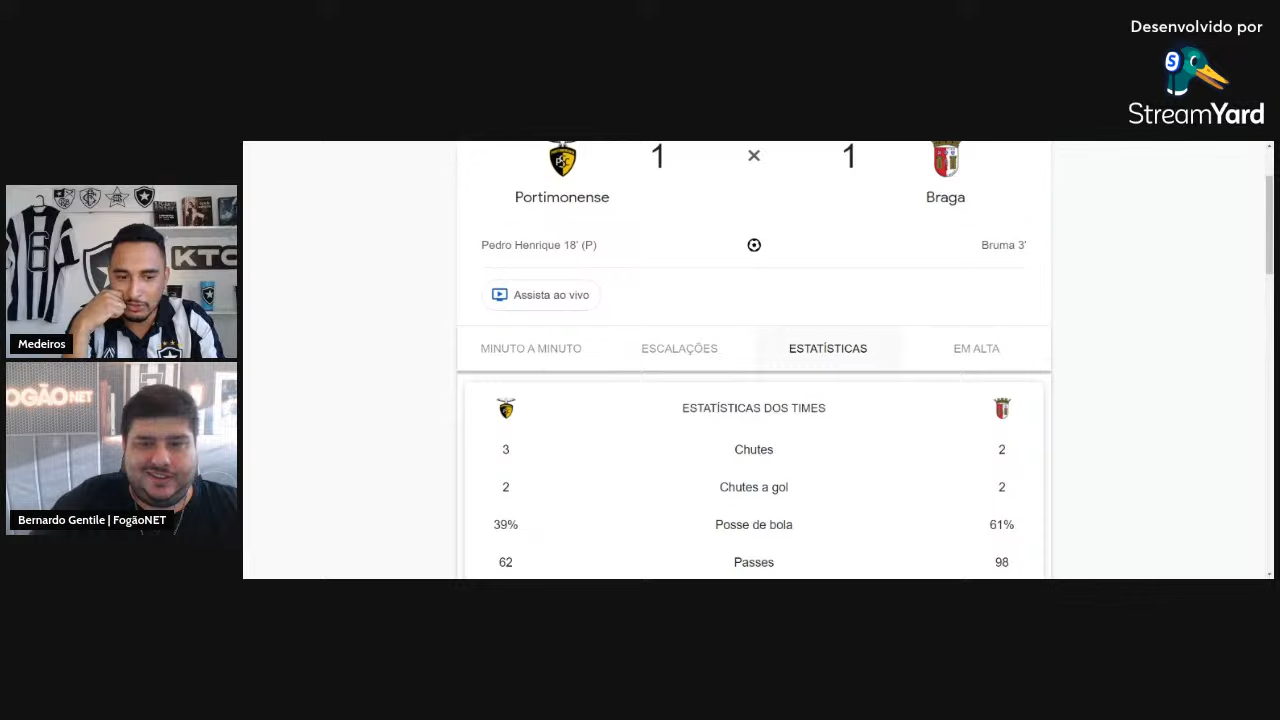 Desenvolvido por
StreamYard
1 × 1
Portimonense Braga
Pedro Henrique 18' (P) Bruma 3'
Assista ao vivo
MINUTO A MINUTO ESCALAÇÕES ESTATÍSTICAS EM ALTA
ESTATÍSTICAS DOS TIMES
3 Chutes 2
2 Chutes a gol 2
39% Posse de bola 61%
62 Passes 98
KTO
Medeiros
FOGÃONET
Bernardo Gentile | FogãoNET